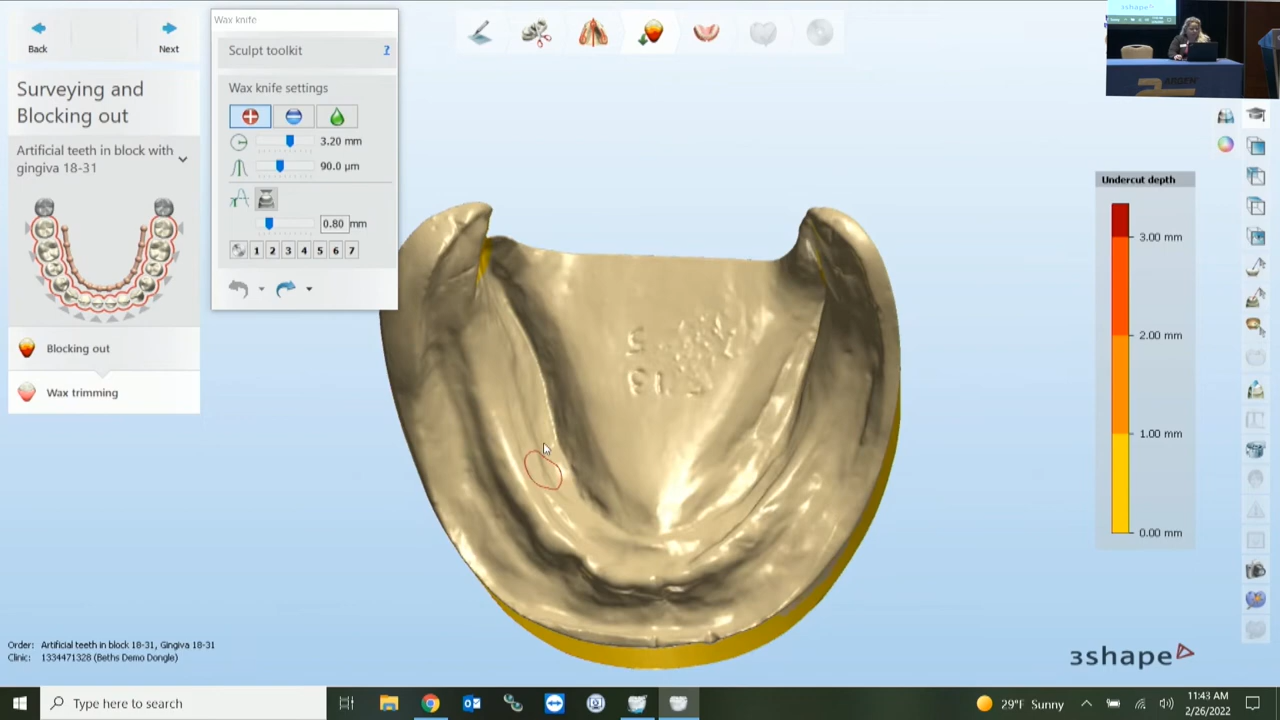 Back
Next
Surveying and
Blocking out
Artificial teeth in block with
gingiva 18-31
Blocking out
Wax trimming
Wax knife
Sculpt toolkit
?
Wax knife settings
3.20 mm
90.0 µm
0.80 mm
1 2 3 4 5 6 7
3shape
ARGEN
Undercut depth
3.00 mm
2.00 mm
1.00 mm
0.00 mm
Order: Artificial teeth in block 18-31, Gingiva 18-31
Clinic: 1334471328 (Beths Demo Dongle)
3shape
Type here to search
29°F Sunny
11:43 AM
2/26/2022